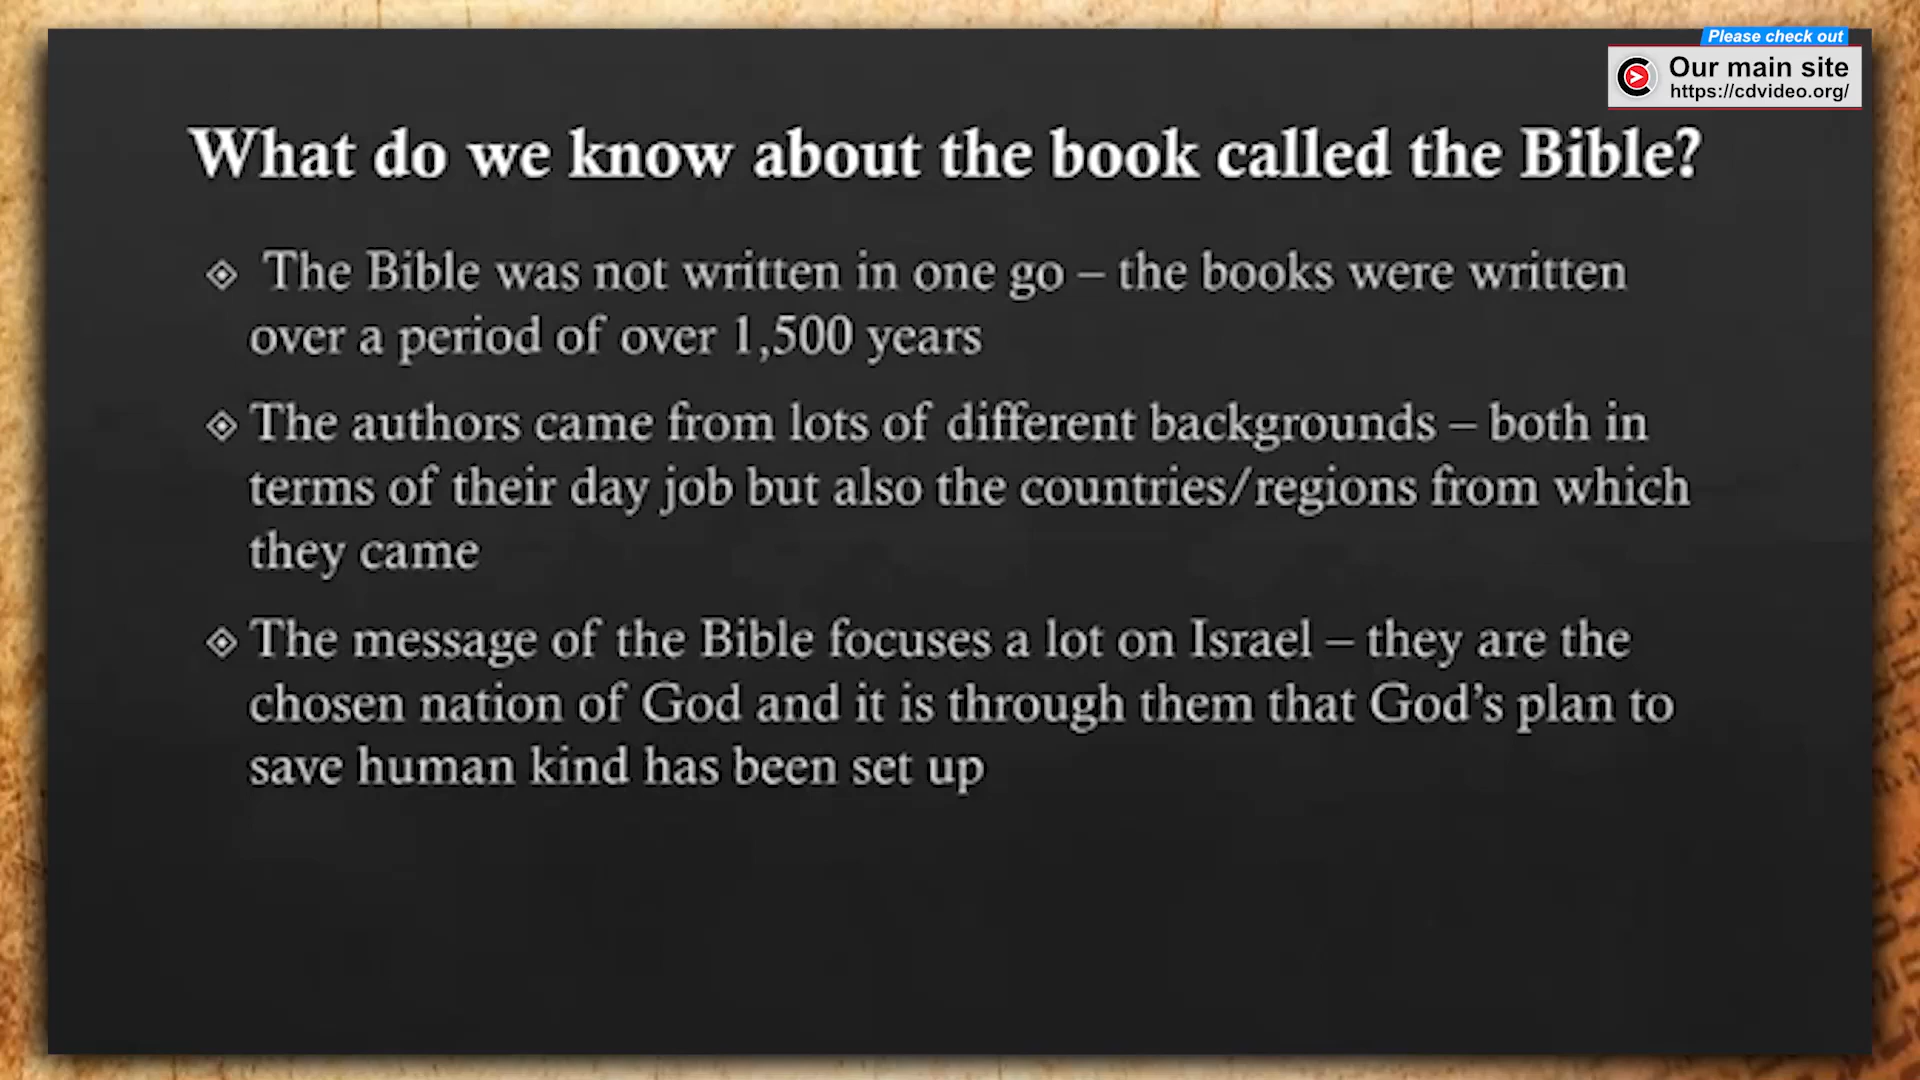 Please check out
Our main site
https://cdvideo.org/
What do we know about the book called the Bible?
The Bible was not written in one go – the books were written
over a period of over 1,500 years
The authors came from lots of different backgrounds – both in
terms of their day job but also the countries/regions from which
they came
The message of the Bible focuses a lot on Israel – they are the
chosen nation of God and it is through them that God’s plan to
save human kind has been set up